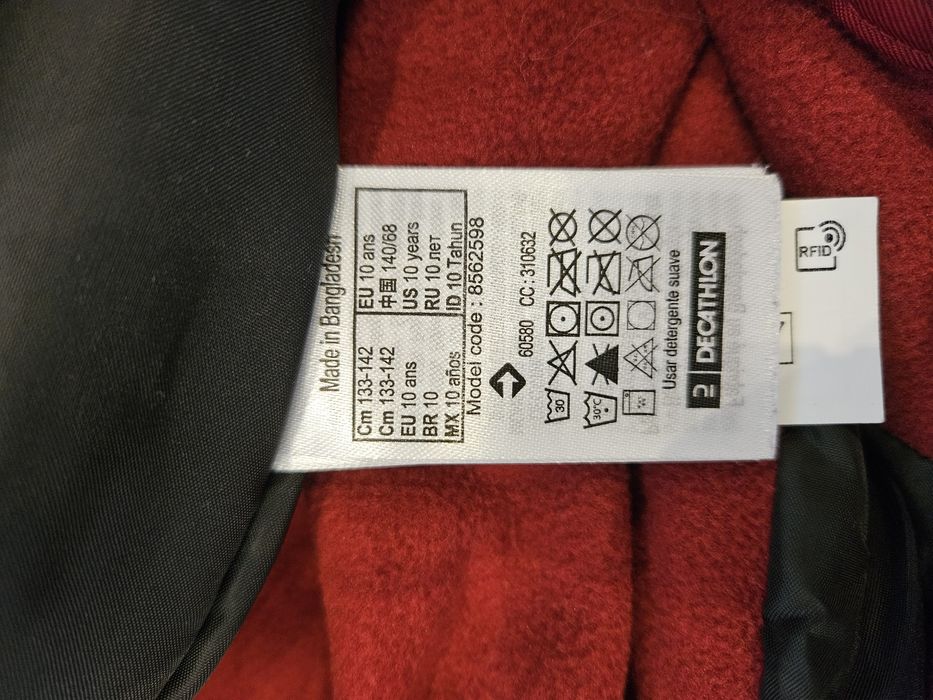 Made in Bangladesh
Cm 133-142 EU 10 ans
Cm 133-142 中国 140/68
EU 10 ans US 10 years
BR 10 RU 10 лет
MX 10 años ID 10 Tahun
Model code : 8562598
60580 CC: 310632
30
30°C
Usar detergente suave
2 DECATHLON
RFID